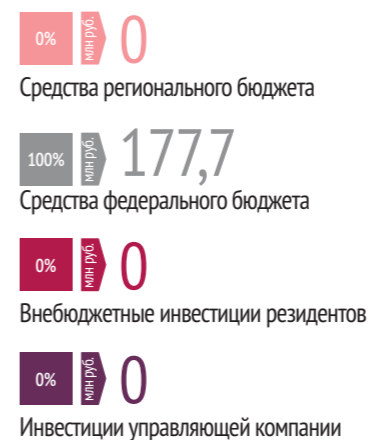 0% млн руб. 0
Средства регионального бюджета
100% млн руб. 177,7
Средства федерального бюджета
0% млн руб. 0
Внебюджетные инвестиции резидентов
0% млн руб. 0
Инвестиции управляющей компании